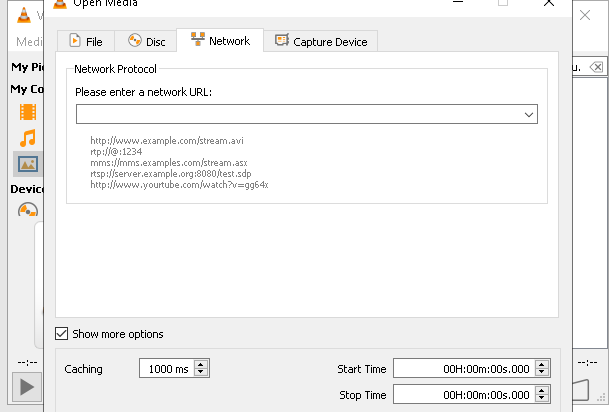 V
Open Media
Medi
File
Disc
Network
Capture Device
My Pi
u.
My Co
Network Protocol
Please enter a network URL:
http://www.example.com/stream.avi
rtp://@:1234
mms://mms.examples.com/stream.asx
rtsp://server.example.org:8080/test.sdp
http://www.yourtube.com/watch?v=gg64x
Device
Show more options
--:--
--:--
Caching
1000 ms
Start Time
00H:00m:00s.000
Stop Time
00H:00m:00s.000